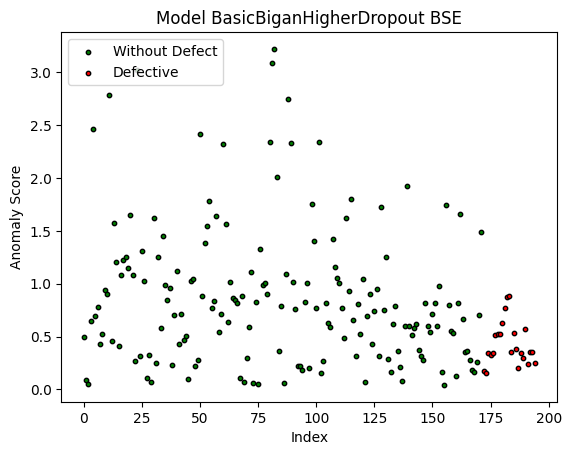 Model BasicBiganHigherDropout BSE
Without Defect
Defective
Anomaly Score
3.0
2.5
2.0
1.5
1.0
0.5
0.0
0 25 50 75 100 125 150 175 200
Index